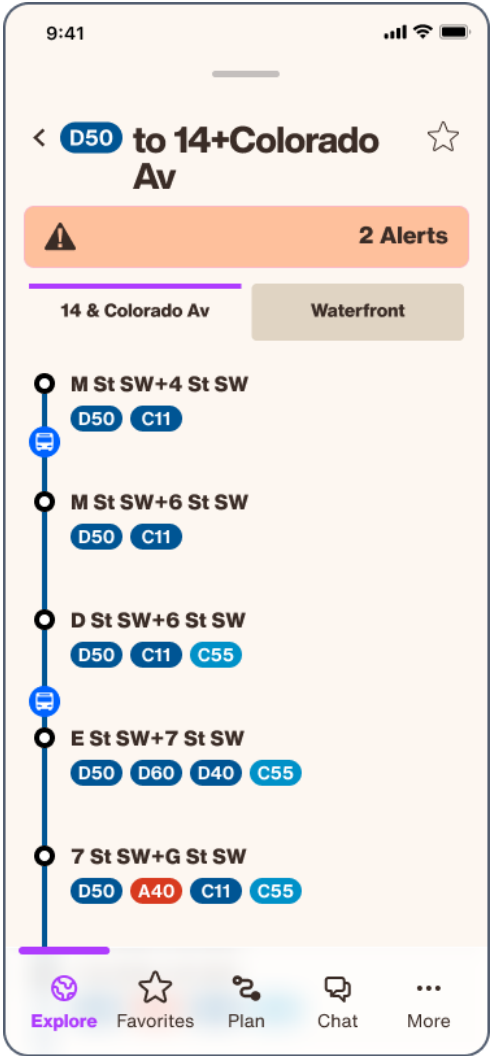 9:41
D50 to 14+Colorado
Av
2 Alerts
14 & Colorado Av
Waterfront
M St SW+4 St SW
D50 C11
M St SW+6 St SW
D50 C11
D St SW+6 St SW
D50 C11 C55
E St SW+7 St SW
D50 D60 D40 C55
7 St SW+G St SW
D50 A40 C11 C55
Explore Favorites Plan Chat More